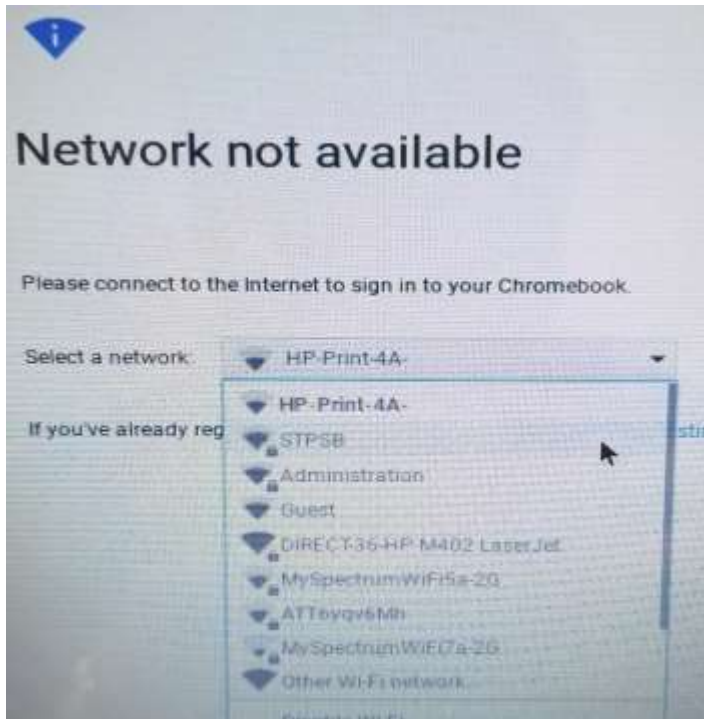 Network not available
Please connect to the Internet to sign in to your Chromebook.
Select a network: HP-Print-4A-
HP-Print-4A-
If you've already reg
STPSB
Administration
Guest
DIRECT-36-HP M402 LaserJet
MySpectrumWiFi5a-2G
MySpectrumWiFi7a-2G
Other Wi-Fi network...